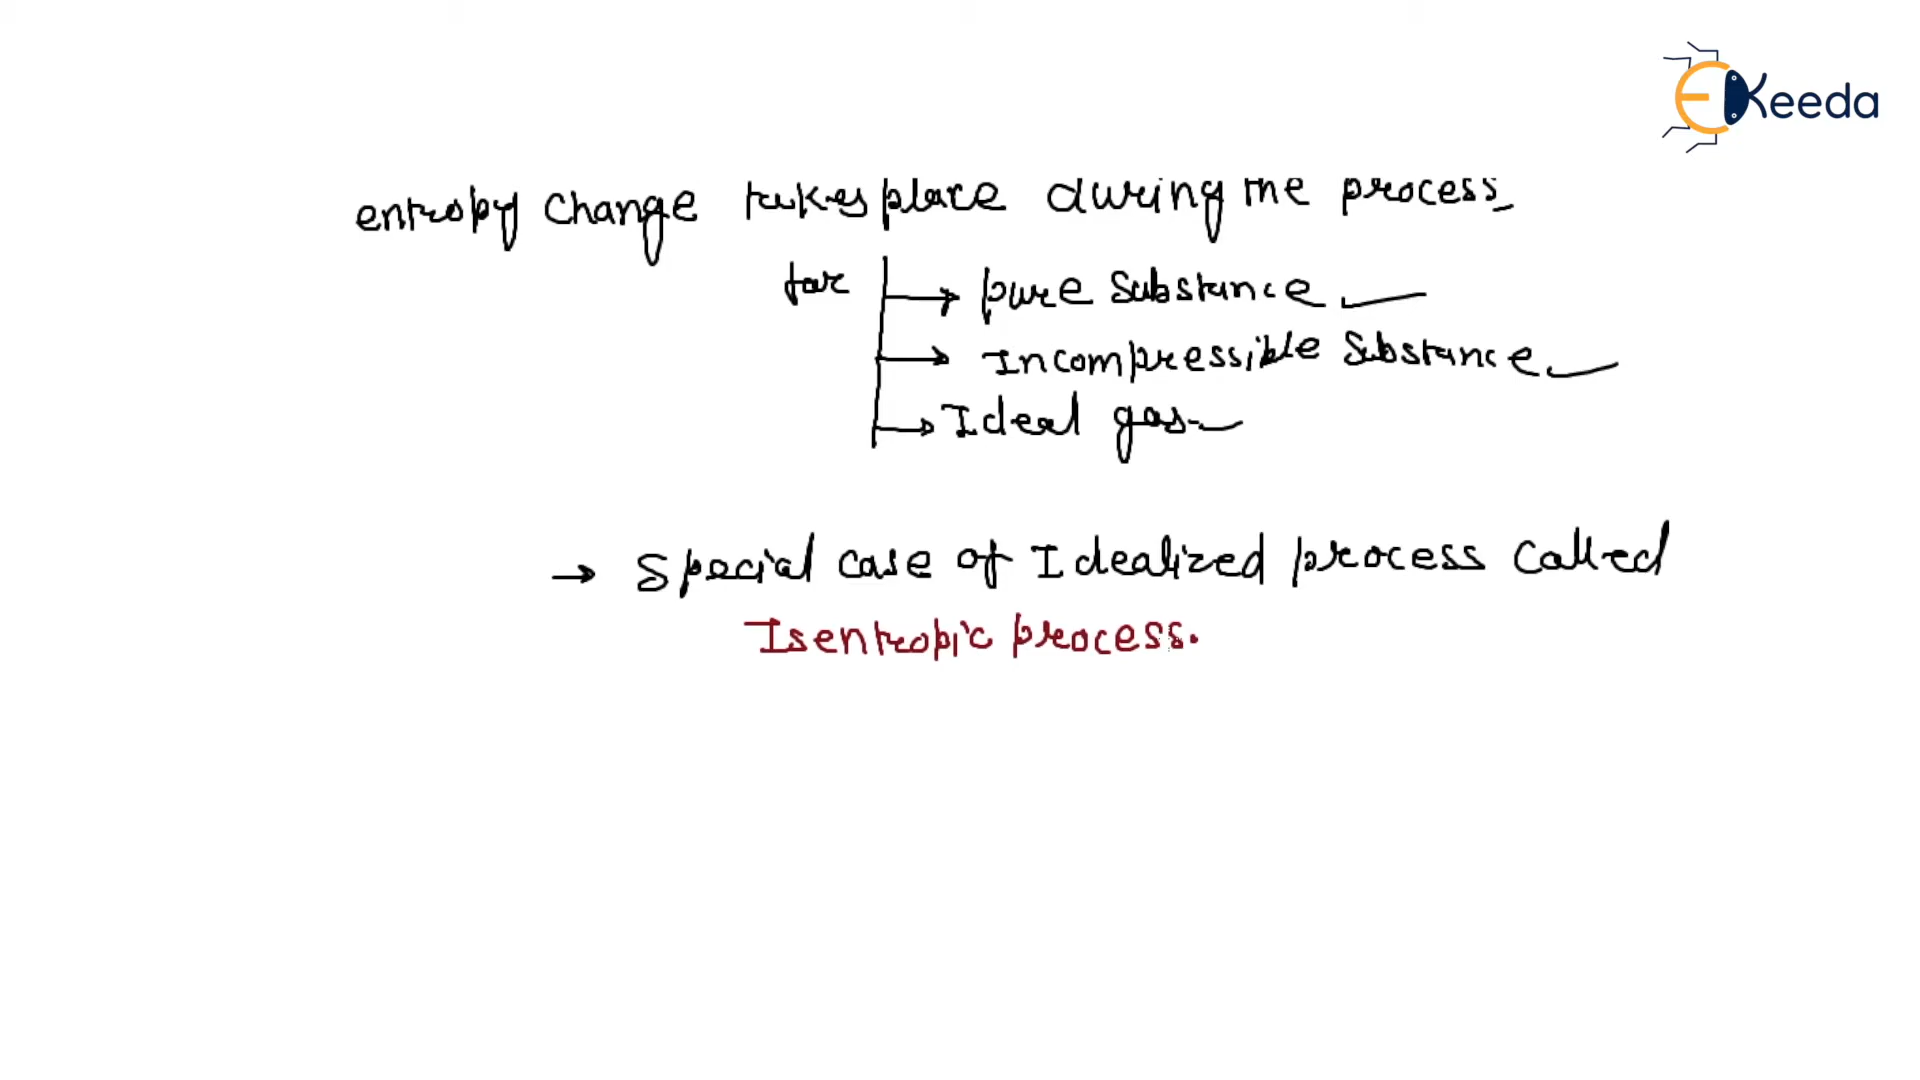 EKeeda
entropy change takes place during the process
for
→ pure substance
→ Incompressible substance
→ Ideal gas
→ Special case of Idealized process called
Isentropic process.